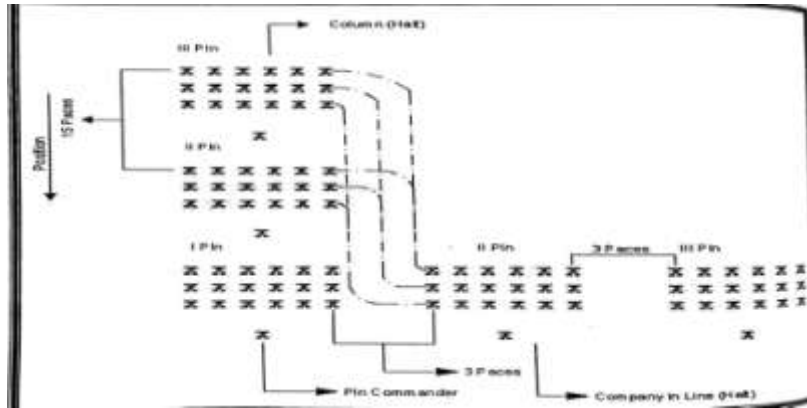 Column (Halt)
III Pln
15 Paces
Position
II Pln
I Pln
II Pln
3 Paces
III Pln
3 Paces
Pln Commander
Company in Line (Halt)